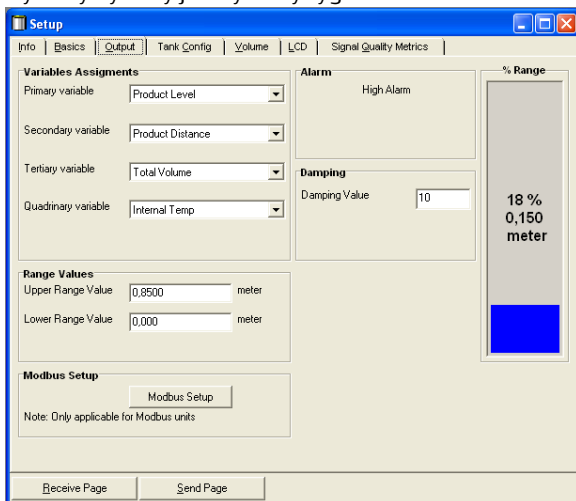 Setup
Info Basics Output Tank Config Volume LCD Signal Quality Metrics
Variables Assigments
Primary variable Product Level
Secondary variable Product Distance
Tertiary variable Total Volume
Quadrinary variable Internal Temp
Alarm
High Alarm
Damping
Damping Value 10
% Range
18 %
0,150
meter
Range Values
Upper Range Value 0,8500 meter
Lower Range Value 0,000 meter
Modbus Setup
Modbus Setup
Note: Only applicable for Modbus units
Receive Page Send Page